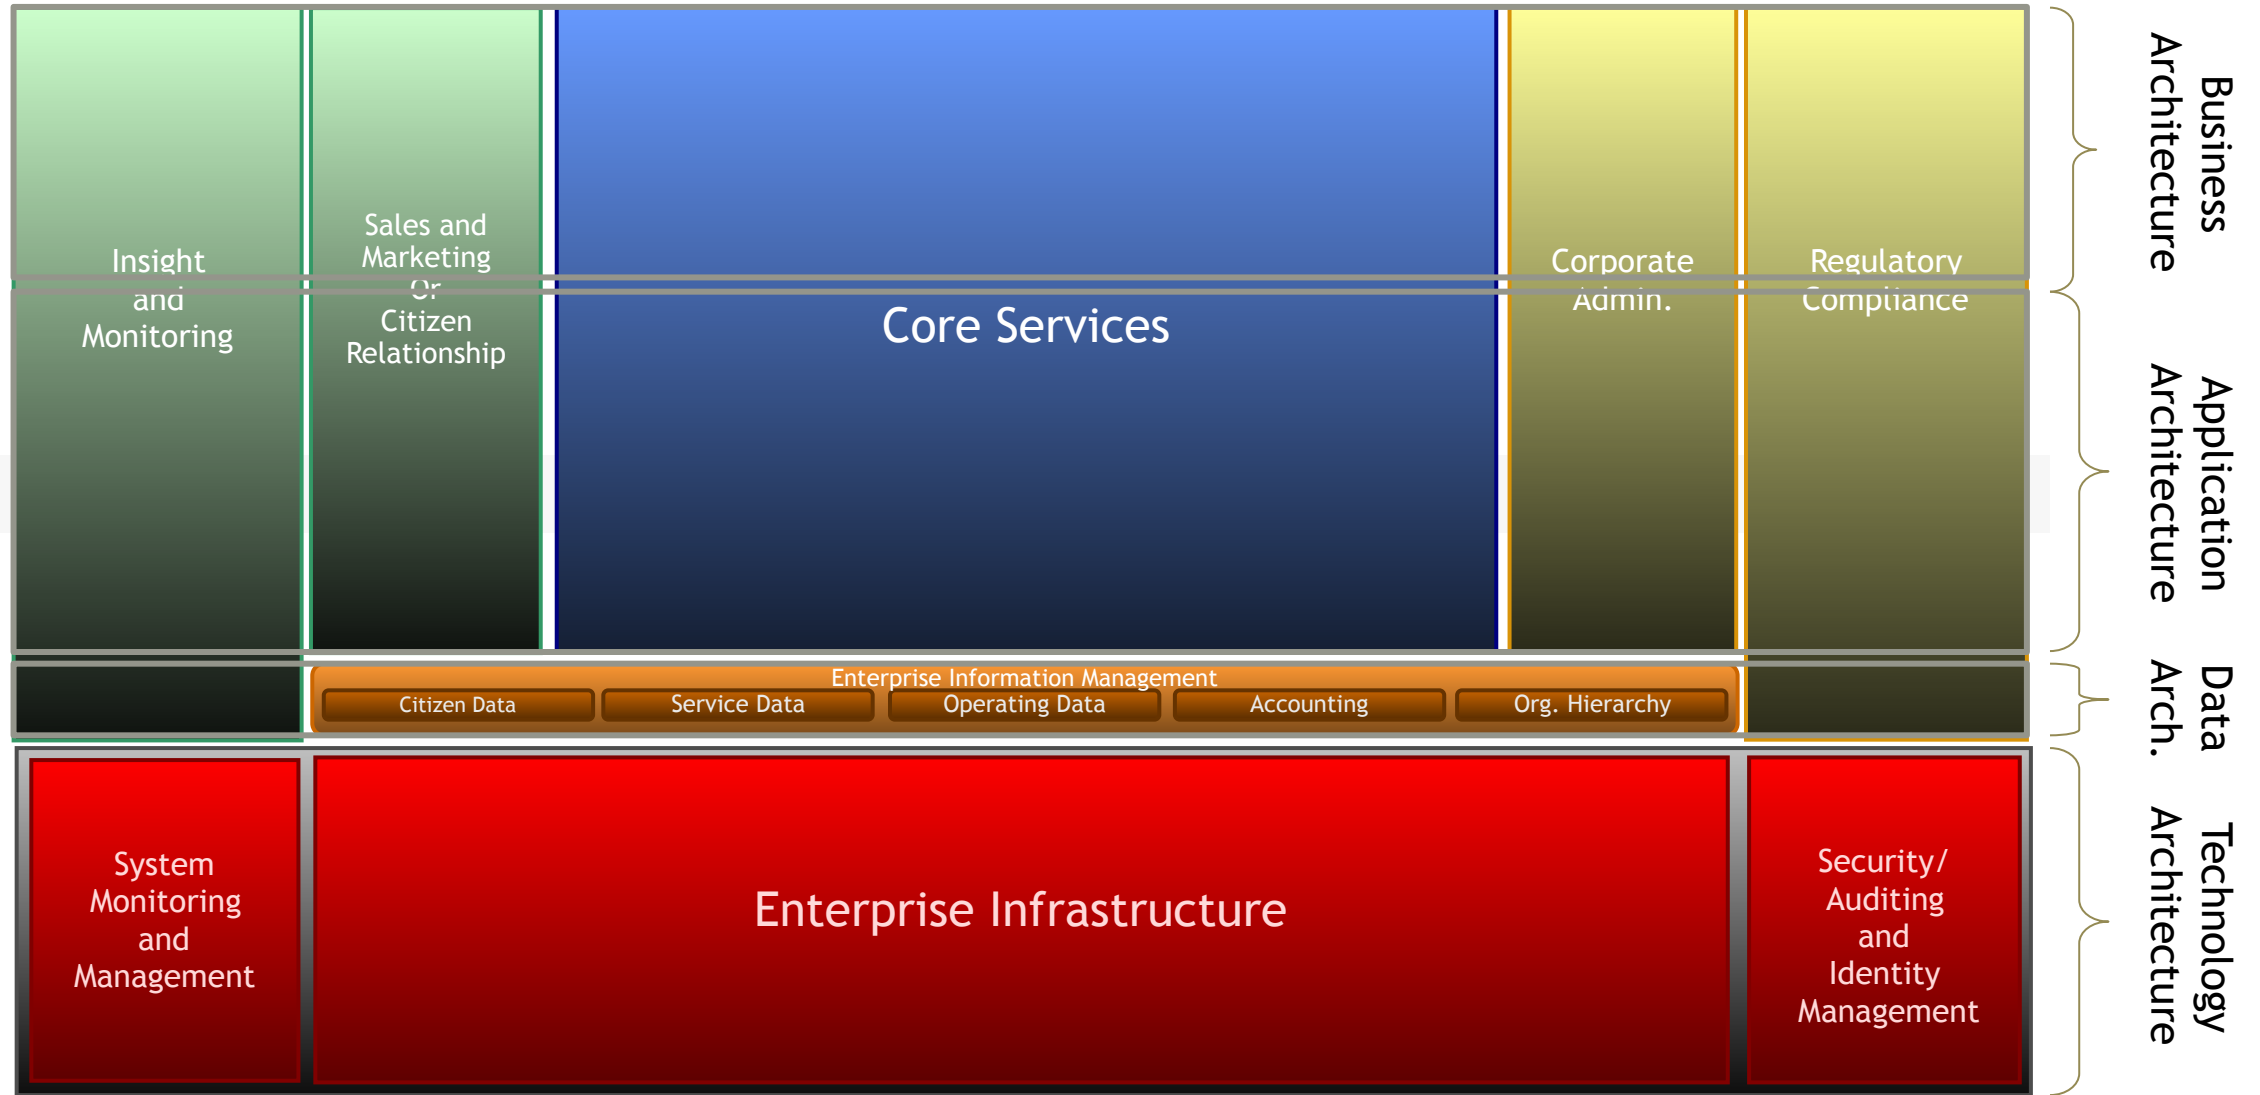 Insight
and
Monitoring
Sales and
Marketing
Or
Citizen
Relationship
Core Services
Corporate
Admin.
Regulatory
Compliance
Business
Architecture
Application
Architecture
Enterprise Information Management
Citizen Data
Service Data
Operating Data
Accounting
Org. Hierarchy
Data
Arch.
System
Monitoring
and
Management
Enterprise Infrastructure
Security/
Auditing
and
Identity
Management
Technology
Architecture